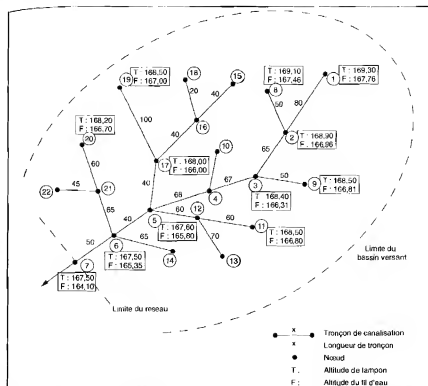 19
T : 168,50
F : 167,00
18
15
T : 169,10
F : 167,46
8
1
T : 169,30
F : 167,76
20
40
50
80
T : 168,20
F : 166,70
20
100
16
40
10
2
T : 168,90
F : 166,96
65
60
17
T : 168,00
F : 166,00
22
45
21
40
68
4
67
3
50
9
T : 168,50
F : 166,81
T : 168,40
F : 166,31
65
40
5
60
12
60
11
T : 168,50
F : 166,80
T : 167,60
F : 165,80
50
6
65
70
T : 167,50
F : 165,35
14
13
7
T : 167,50
F : 164,10
Limite du
bassin versant
Limite du reseau
x Tronçon de canalisation
x Longueur de tronçon
Nœud
T . Altitude de tampon
F : Altitude du fil d'eau